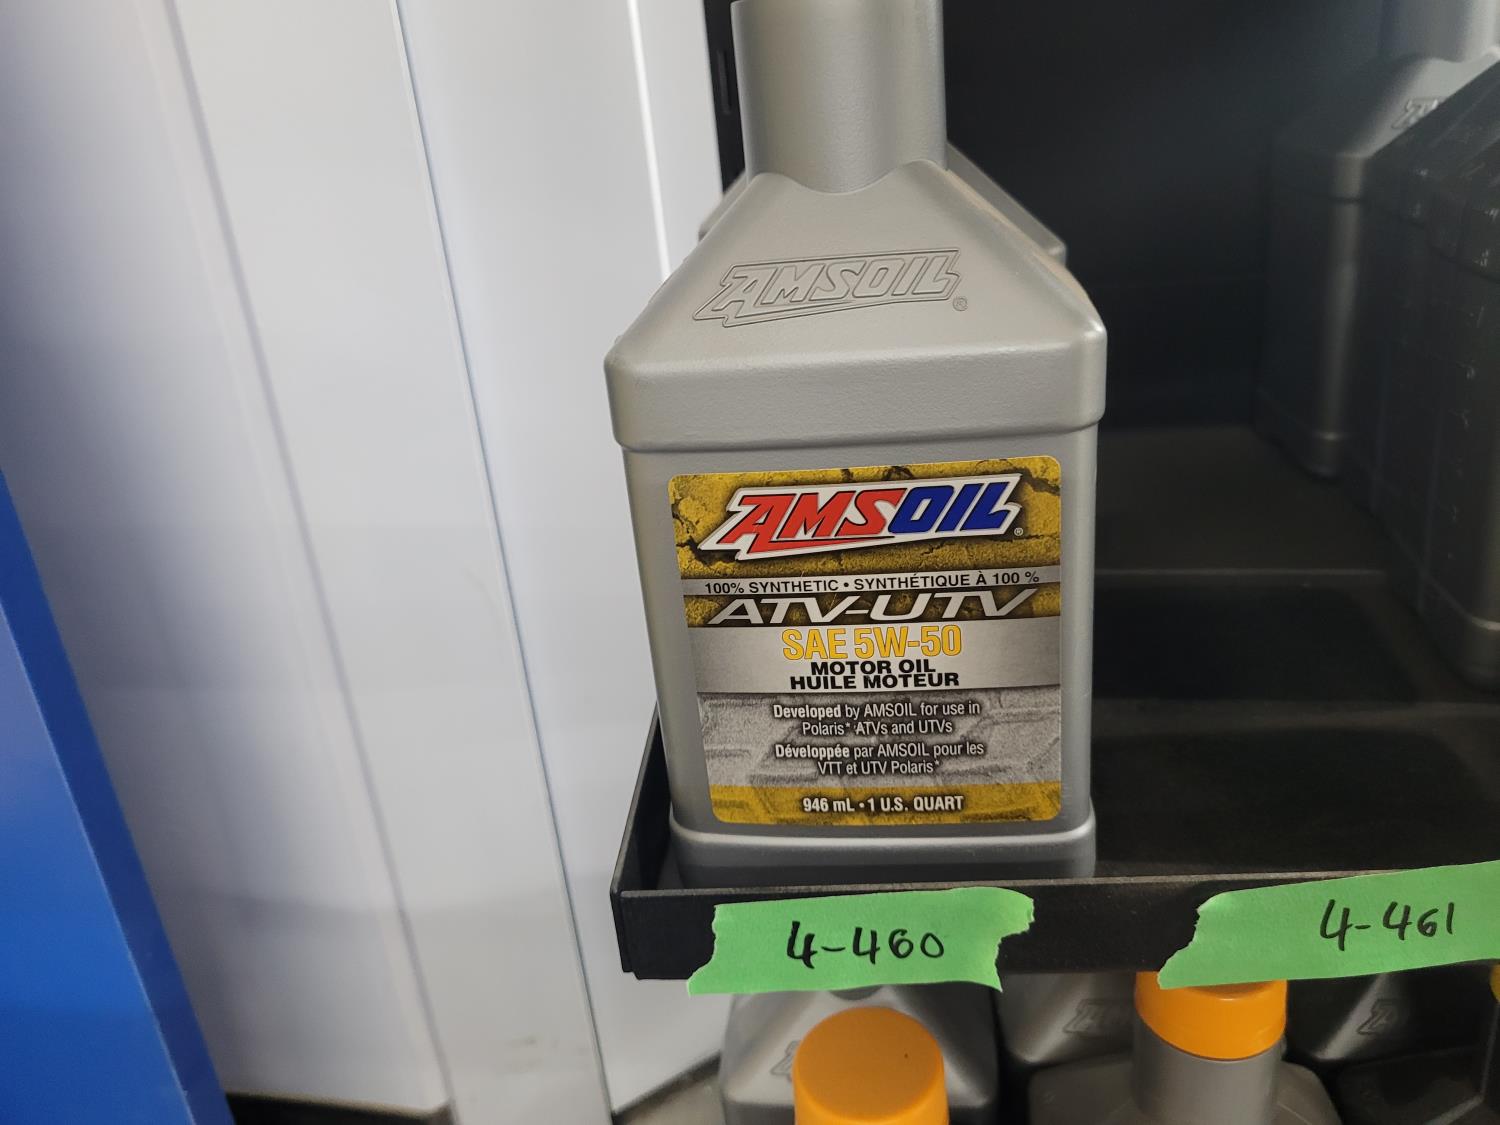 AMSOIL®
AMSOIL®
100% SYNTHETIC • SYNTHÉTIQUE À 100 %
ATV-UTV
SAE 5W-50
MOTOR OIL
HUILE MOTEUR
Developed by AMSOIL for use in
Polaris* ATVs and UTVs
Développée par AMSOIL pour les
VTT et UTV Polaris*
946 mL • 1 U.S. QUART
4-460
4-461